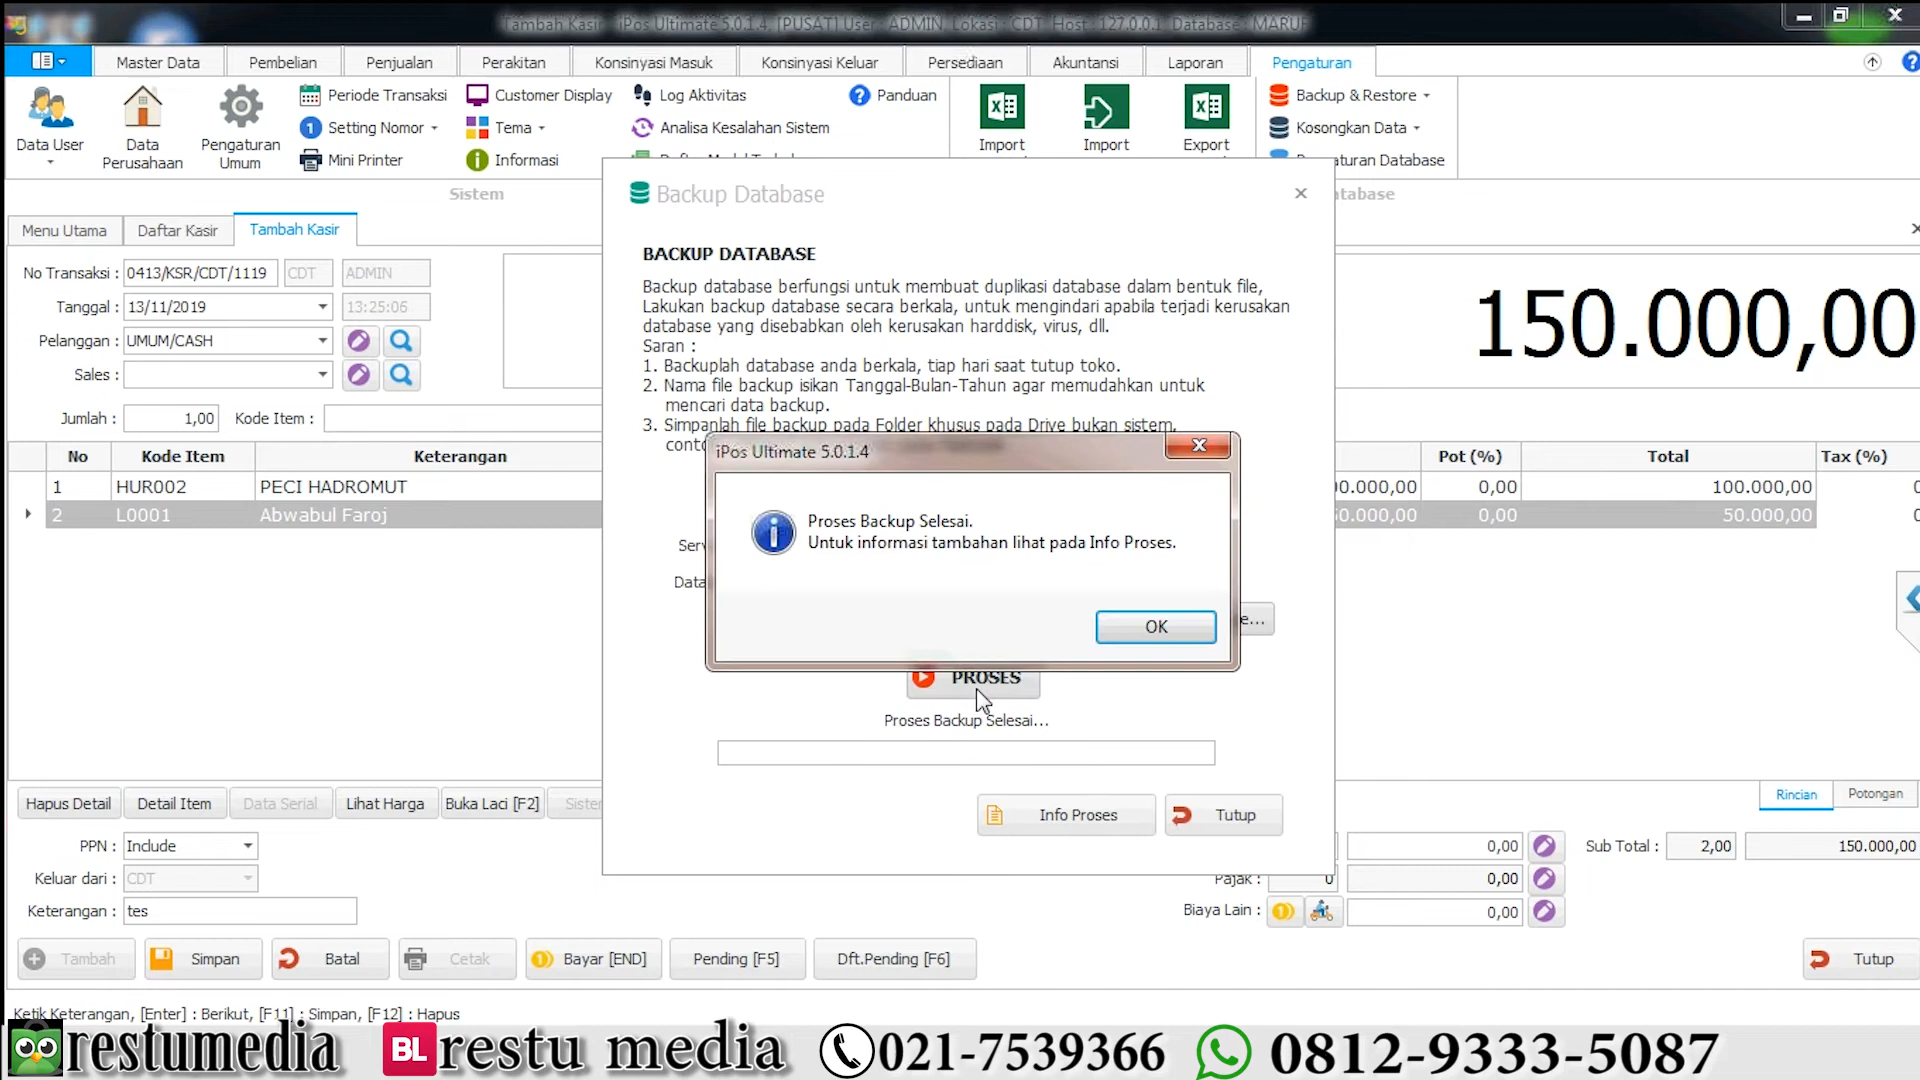 Tambah Kasir - iPos Ultimate 5.0.1.4, [PUSAT] User : ADMIN, Lokasi : CDT, Host : 127.0.0.1, Database : MARUF
Master Data Pembelian Penjualan Perakitan Konsinyasi Masuk Konsinyasi Keluar Persediaan Akuntansi Laporan Pengaturan
Periode Transaksi Customer Display Log Aktivitas Panduan Backup & Restore
Setting Nomor Tema Analisa Kesalahan Sistem Kosongkan Data
Data User Data Perusahaan Pengaturan Umum Import Import Export
Mini Printer Informasi Database
Sistem
Backup Database
Menu Utama Daftar Kasir Tambah Kasir
BACKUP DATABASE
No Transaksi : 0413/KSR/CDT/1119 CDT ADMIN
Backup database berfungsi untuk membuat duplikasi database dalam bentuk file,
Tanggal : 13/11/2019 13:25:06
Lakukan backup database secara berkala, untuk mengindari apabila terjadi kerusakan
database yang disebabkan oleh kerusakan harddisk, virus, dll.
150.000,00
Pelanggan : UMUM/CASH
Saran :
1. Backuplah database anda berkala, tiap hari saat tutup toko.
Sales :
2. Nama file backup isikan Tanggal-Bulan-Tahun agar memudahkan untuk
mencari data backup.
Jumlah : 1,00 Kode Item :
3. Simpanlah file backup pada Folder khusus pada Drive bukan sistem,
iPos Ultimate 5.0.1.4
No Kode Item Keterangan Pot (%) Total Tax (%)
1 HUR002 PECI HADROMUT 00.000,00 0,00 100.000,00
2 L0001 Abwabul Faroj 50.000,00 0,00 50.000,00
Proses Backup Selesai.
Untuk informasi tambahan lihat pada Info Proses.
OK
PROSES
Proses Backup Selesai...
Hapus Detail Detail Item Data Serial Lihat Harga Buka Laci [F2] Info Proses Tutup Rincian Potongan
PPN : Include 0,00 Sub Total : 2,00 150.000,00
Keluar dari : CDT Pajak : 0 0,00
Keterangan : tes Biaya Lain : 0,00
Tambah Simpan Batal Cetak Bayar [END] Pending [F5] Dft.Pending [F6] Tutup
Ketik Keterangan, [Enter] : Berikut, [F11] : Simpan, [F12] : Hapus
restumedia BL restu media 021-7539366 0812-9333-5087